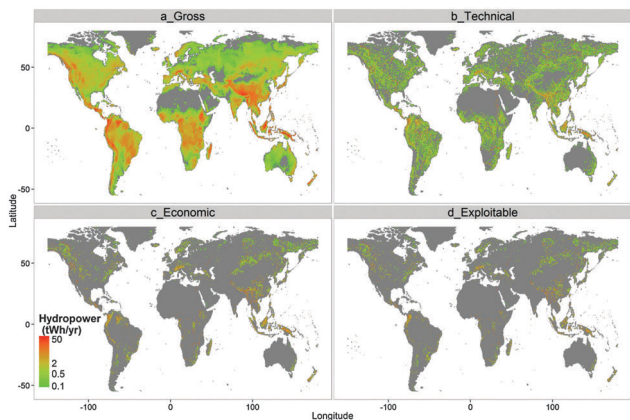 a_Gross
b_Technical
50
0
-50
c_Economic
d_Exploitable
50
0
-50
Latitude
Hydropower
(tWh/yr)
50
2
0.5
0.1
-100
0
100
-100
0
100
Longitude